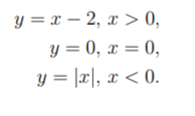 y = x − 2, x > 0,
y = 0, x = 0,
y = |x|, x < 0.